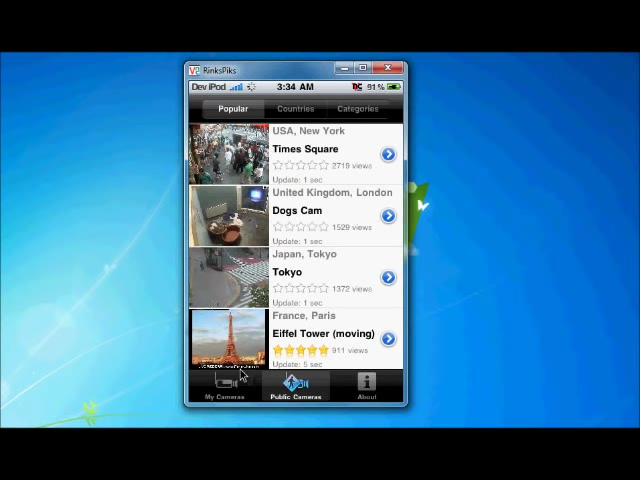 RinksPiks
Dev iPod 3:34 AM 91 %
Popular Countries Categories
USA, New York
Times Square
2719 views
Update: 1 sec
United Kingdom, London
Dogs Cam
1529 views
Update: 1 sec
Japan, Tokyo
Tokyo
1372 views
Update: 1 sec
France, Paris
Eiffel Tower (moving)
911 views
Update: 5 sec
My Cameras Public Cameras About